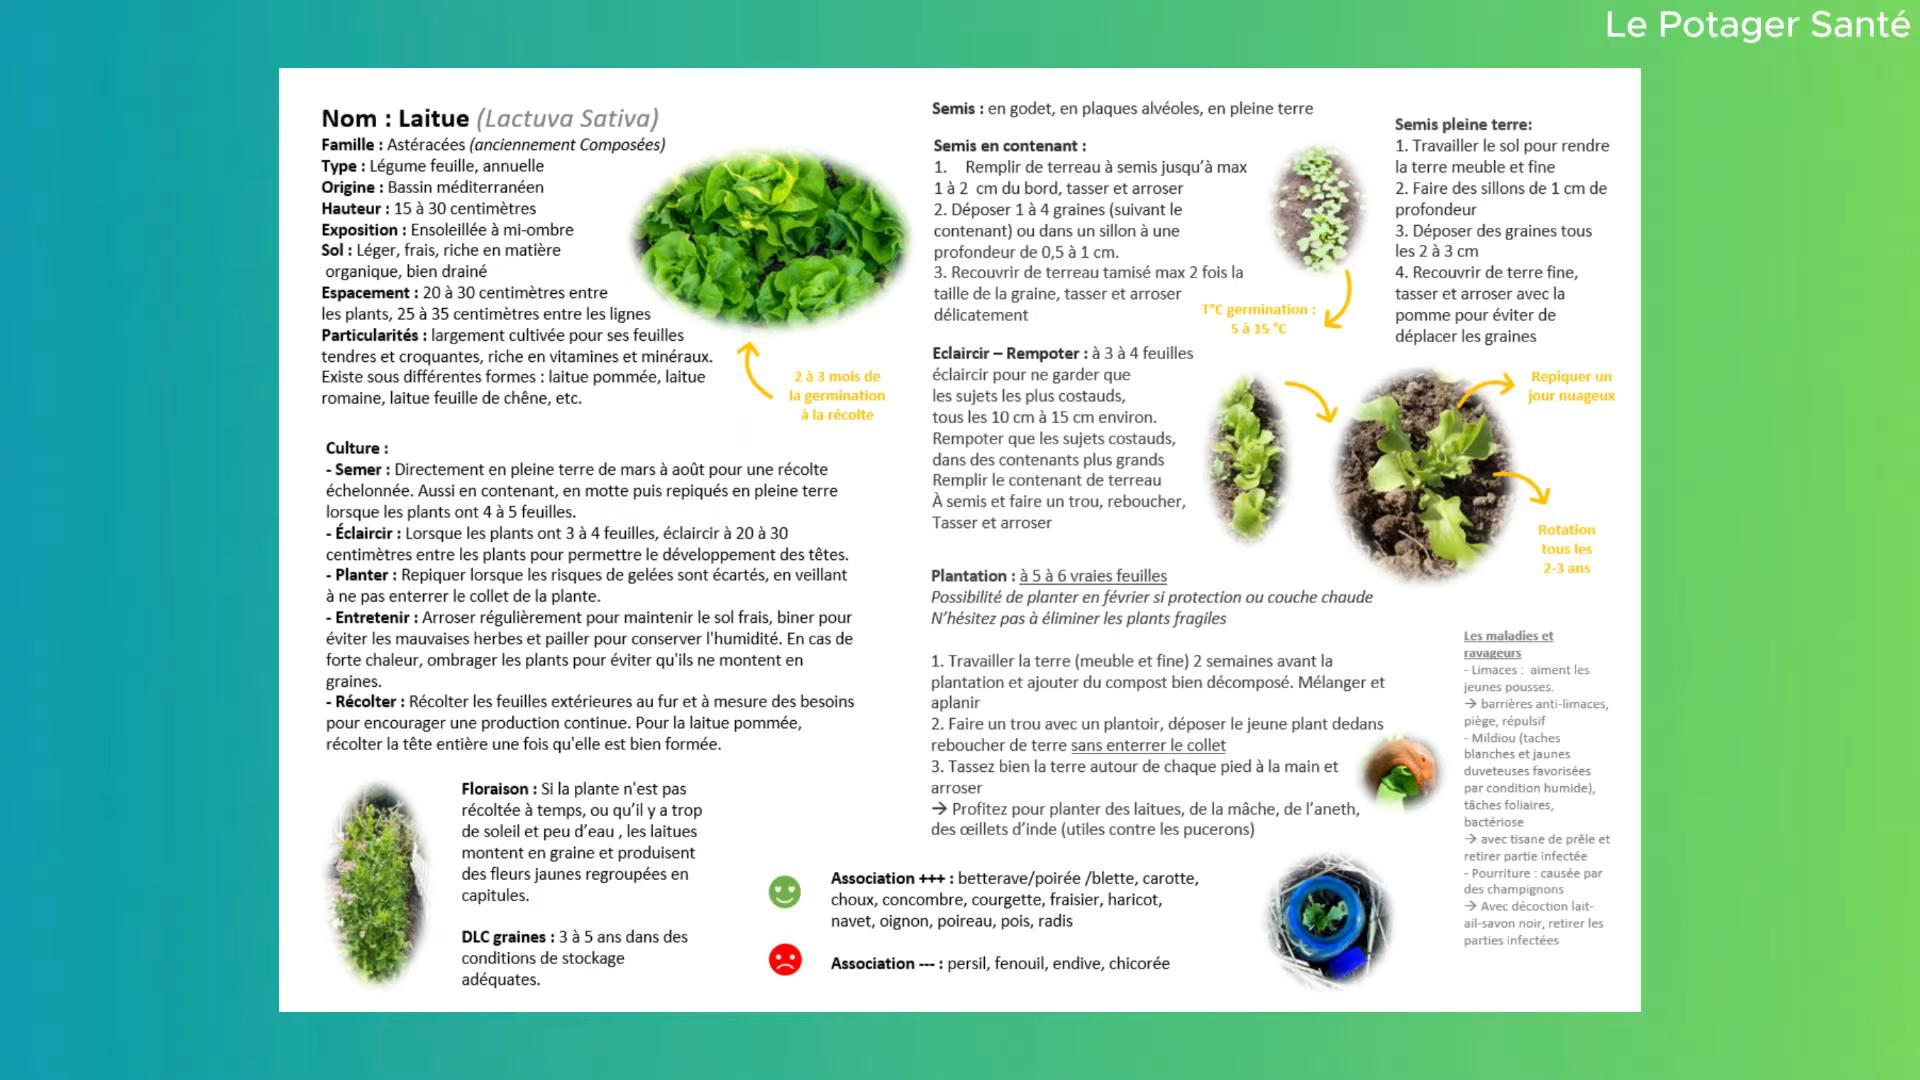 Le Potager Santé
Nom : Laitue (Lactuva Sativa)
Famille : Astéracées (anciennement Composées)
Type : Légume feuille, annuelle
Origine : Bassin méditerranéen
Hauteur : 15 à 30 centimètres
Exposition : Ensoleillée à mi-ombre
Sol : Léger, frais, riche en matière
organique, bien drainé
Espacement : 20 à 30 centimètres entre
les plants, 25 à 35 centimètres entre les lignes
Particularités : largement cultivée pour ses feuilles
tendres et croquantes, riche en vitamines et minéraux.
Existe sous différentes formes : laitue pommée, laitue
romaine, laitue feuille de chêne, etc.
2 à 3 mois de
la germination
à la récolte
Culture :
- Semer : Directement en pleine terre de mars à août pour une récolte
échelonnée. Aussi en contenant, en motte puis repiqués en pleine terre
lorsque les plants ont 4 à 5 feuilles.
- Éclaircir : Lorsque les plants ont 3 à 4 feuilles, éclaircir à 20 à 30
centimètres entre les plants pour permettre le développement des têtes.
- Planter : Repiquer lorsque les risques de gelées sont écartés, en veillant
à ne pas enterrer le collet de la plante.
- Entretenir : Arroser régulièrement pour maintenir le sol frais, biner pour
éviter les mauvaises herbes et pailler pour conserver l'humidité. En cas de
forte chaleur, ombrager les plants pour éviter qu'ils ne montent en
graines.
- Récolter : Récolter les feuilles extérieures au fur et à mesure des besoins
pour encourager une production continue. Pour la laitue pommée,
récolter la tête entière une fois qu'elle est bien formée.
Floraison : Si la plante n'est pas
récoltée à temps, ou qu’il y a trop
de soleil et peu d’eau , les laitues
montent en graine et produisent
des fleurs jaunes regroupées en
capitules.
DLC graines : 3 à 5 ans dans des
conditions de stockage
adéquates.
Semis : en godet, en plaques alvéoles, en pleine terre
Semis en contenant :
1. Remplir de terreau à semis jusqu’à max
1 à 2 cm du bord, tasser et arroser
2. Déposer 1 à 4 graines (suivant le
contenant) ou dans un sillon à une
profondeur de 0,5 à 1 cm.
3. Recouvrir de terreau tamisé max 2 fois la
taille de la graine, tasser et arroser
délicatement
T°C germination :
5 à 15 °C
Semis pleine terre:
1. Travailler le sol pour rendre
la terre meuble et fine
2. Faire des sillons de 1 cm de
profondeur
3. Déposer des graines tous
les 2 à 3 cm
4. Recouvrir de terre fine,
tasser et arroser avec la
pomme pour éviter de
déplacer les graines
Eclaircir – Rempoter : à 3 à 4 feuilles
éclaircir pour ne garder que
les sujets les plus costauds,
tous les 10 cm à 15 cm environ.
Rempoter que les sujets costauds,
dans des contenants plus grands
Remplir le contenant de terreau
À semis et faire un trou, reboucher,
Tasser et arroser
Repiquer un
jour nuageux
Rotation
tous les
2-3 ans
Plantation : à 5 à 6 vraies feuilles
Possibilité de planter en février si protection ou couche chaude
N’hésitez pas à éliminer les plants fragiles
1. Travailler la terre (meuble et fine) 2 semaines avant la
plantation et ajouter du compost bien décomposé. Mélanger et
aplanir
2. Faire un trou avec un plantoir, déposer le jeune plant dedans
reboucher de terre sans enterrer le collet
3. Tassez bien la terre autour de chaque pied à la main et
arroser
→ Profitez pour planter des laitues, de la mâche, de l’aneth,
des œillets d’inde (utiles contre les pucerons)
Association +++ : betterave/poirée /blette, carotte,
choux, concombre, courgette, fraisier, haricot,
navet, oignon, poireau, pois, radis
Association --- : persil, fenouil, endive, chicorée
Les maladies et
ravageurs
- Limaces : aiment les
jeunes pousses.
→ barrières anti-limaces,
piège, répulsif
- Mildiou (taches
blanches et jaunes
duveteuses favorisées
par condition humide),
tâches foliaires,
bactériose
→ avec tisane de prêle et
retirer partie infectée
- Pourriture : causée par
des champignons
→ Avec décoction lait-
ail-savon noir, retirer les
parties infectées